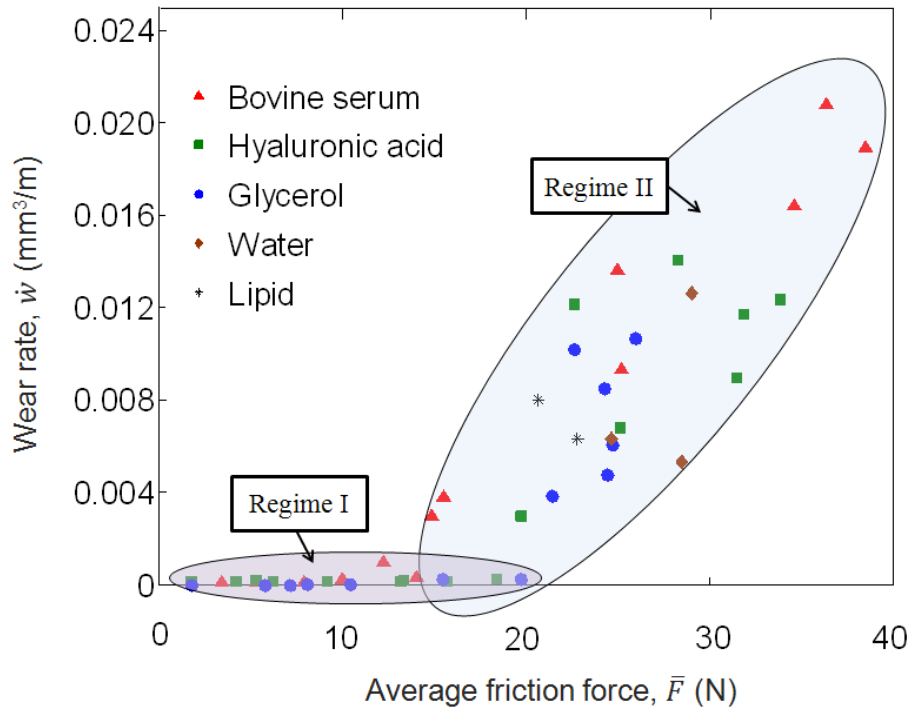 0.024
0.020
0.016
0.012
0.008
0.004
0
Wear rate, ẇ (mm³/m)
Bovine serum
Hyaluronic acid
Glycerol
Water
Lipid
Regime II
Regime I
0 10 20 30 40
Average friction force, F̅ (N)